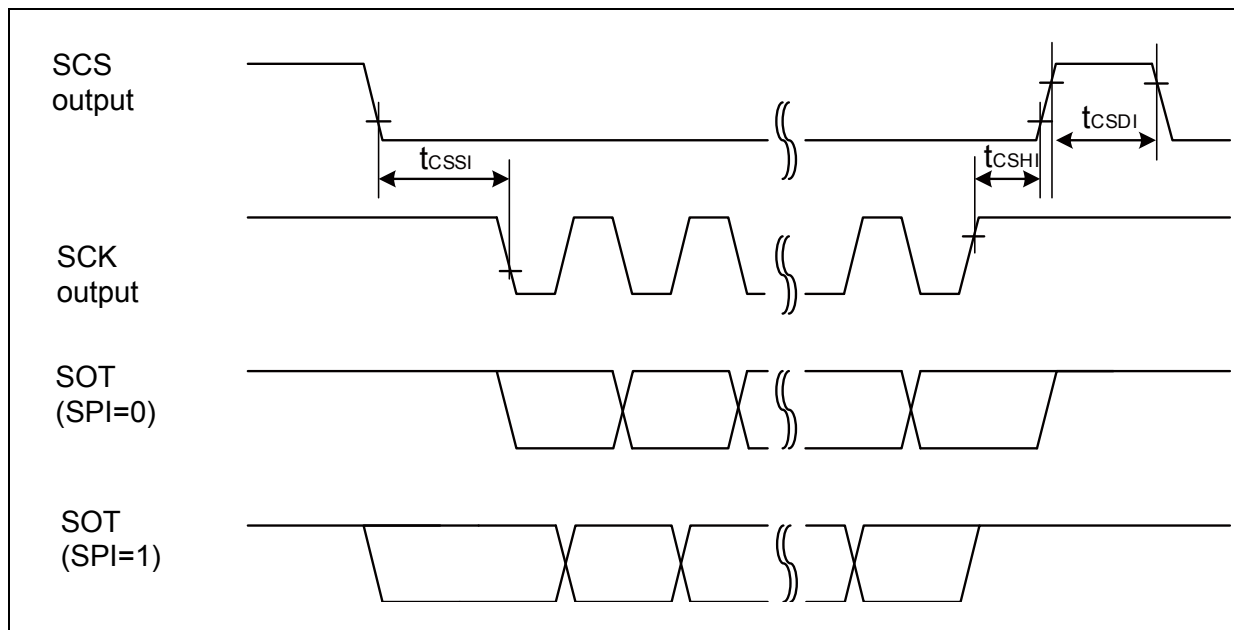 SCS
output
tCSDI
tCSSI
tCSHI
SCK
output
SOT
(SPI=0)
SOT
(SPI=1)